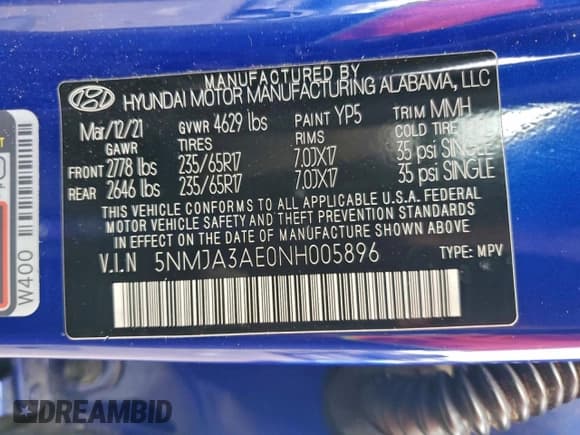 MANUFACTURED BY
HYUNDAI MOTOR MANUFACTURING ALABAMA, LLC
Mar/12/21 GVWR 4629 lbs PAINT YP5 TRIM MMH
GAWR TIRES RIMS COLD TIRE
FRONT 2778 lbs 235/65R17 7.0JX17 35 psi SINGLE
REAR 2646 lbs 235/65R17 7.0JX17 35 psi SINGLE
THIS VEHICLE CONFORMS TO ALL APPLICABLE U.S.A. FEDERAL
MOTOR VEHICLE SAFETY AND THEFT PREVENTION STANDARDS
IN EFFECT ON THE DATE OF MANUFACTURE SHOWN ABOVE.
V.I.N 5NMJA3AE0NH005896 TYPE: MPV
W400
DREAMBID